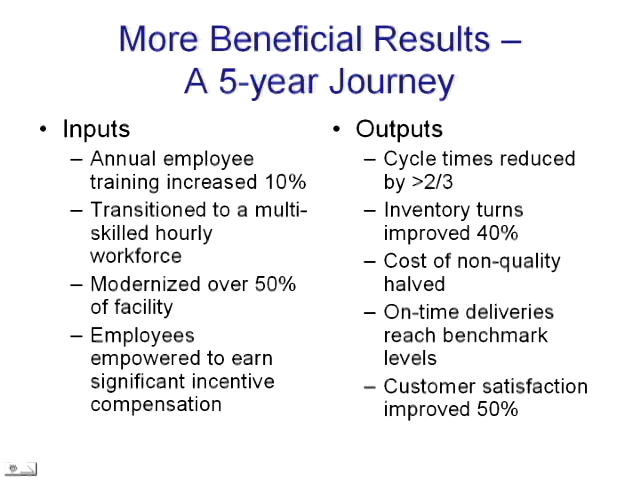 More Beneficial Results –
A 5-year Journey
• Inputs
– Annual employee
training increased 10%
– Transitioned to a multi-
skilled hourly
workforce
– Modernized over 50%
of facility
– Employees
empowered to earn
significant incentive
compensation
• Outputs
– Cycle times reduced
by >2/3
– Inventory turns
improved 40%
– Cost of non-quality
halved
– On-time deliveries
reach benchmark
levels
– Customer satisfaction
improved 50%